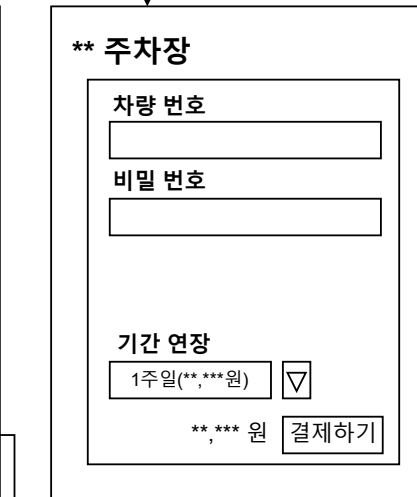 ** 주차장
차량 번호
비밀 번호
기간 연장
1주일(**,***원)
**,*** 원 결제하기